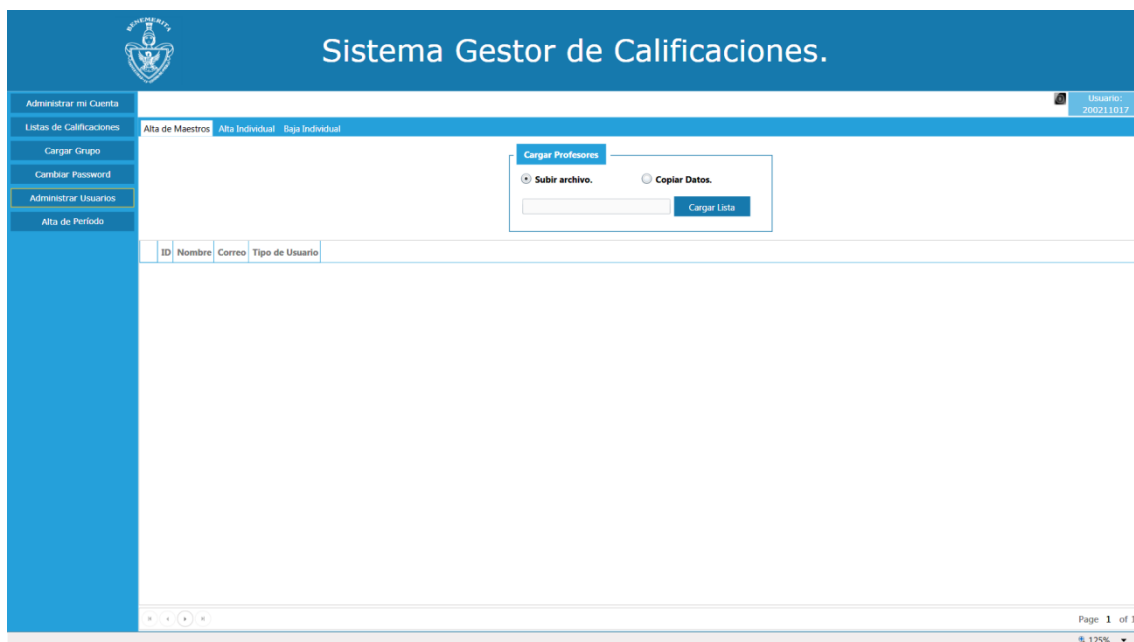 BENEMERITA
Sistema Gestor de Calificaciones.
Administrar mi Cuenta
Usuario:
200211017
Listas de Calificaciones
Alta de Maestros Alta Individual Baja Individual
Cargar Grupo
Cargar Profesores
Cambiar Password
Subir archivo. Copiar Datos.
Administrar Usuarios
Cargar Lista
Alta de Período
ID Nombre Correo Tipo de Usuario
Page 1 of 1
125%